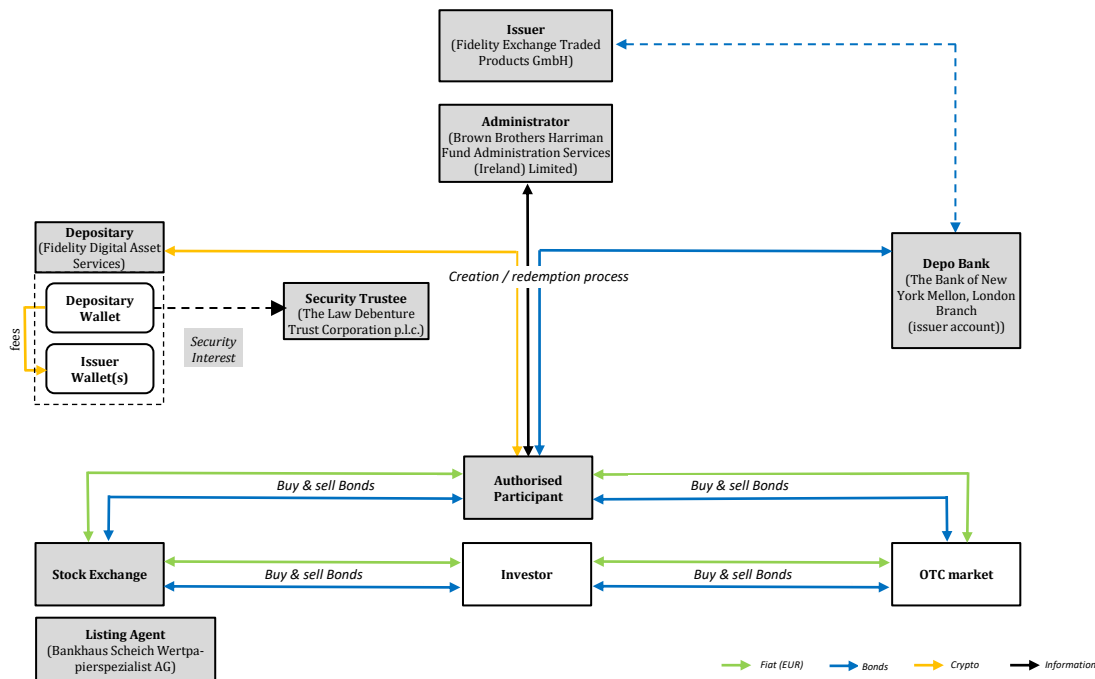 Issuer
(Fidelity Exchange Traded
Products GmbH)
Administrator
(Brown Brothers Harriman
Fund Administration Services
(Ireland) Limited)
Depositary
(Fidelity Digital Asset
Services)
Creation / redemption process
Depo Bank
(The Bank of New
York Mellon, London
Branch
(issuer account))
Depositary
Wallet
Security Trustee
(The Law Debenture
Trust Corporation p.l.c.)
fees
Security
Interest
Issuer
Wallet(s)
Authorised
Participant
Buy & sell Bonds
Buy & sell Bonds
Stock Exchange
Buy & sell Bonds
Investor
Buy & sell Bonds
OTC market
Listing Agent
(Bankhaus Scheich Wertpa-
pierspezialist AG)
Fiat (EUR)
Bonds
Crypto
Information